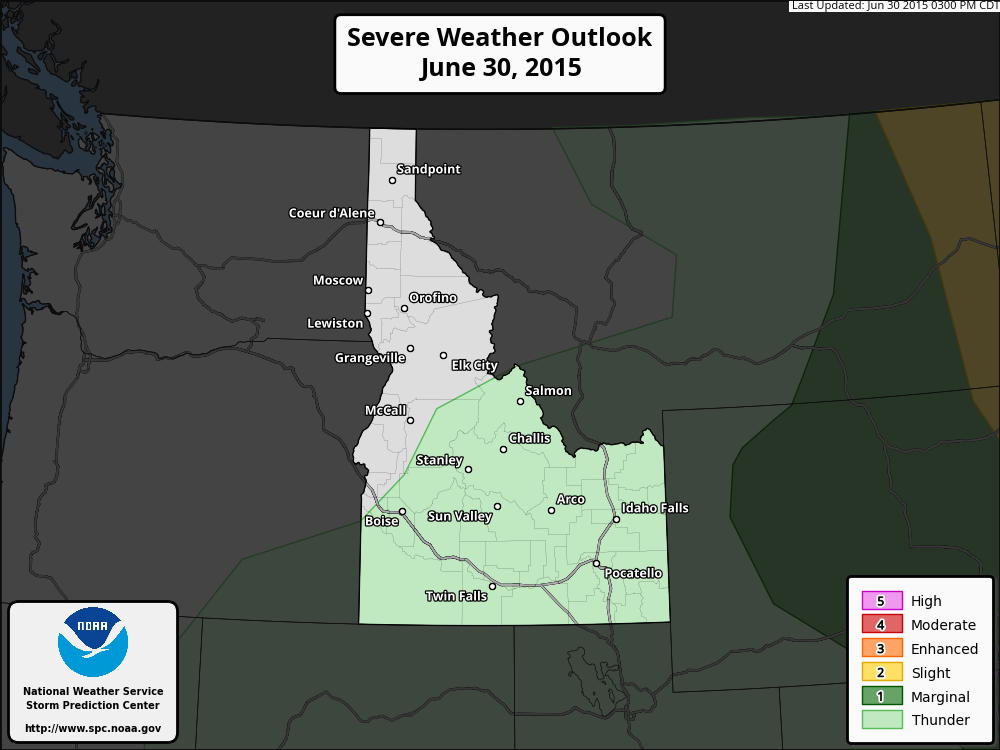 Last Updated: Jun 30 2015 0300 PM CDT
Severe Weather Outlook
June 30, 2015
Sandpoint
Coeur d'Alene
Moscow
Orofino
Lewiston
Grangeville
Elk City
Salmon
McCall
Challis
Stanley
Arco
Idaho Falls
Sun Valley
Boise
Pocatello
Twin Falls
NOAA
National Weather Service
Storm Prediction Center
http://www.spc.noaa.gov
5 High
4 Moderate
3 Enhanced
2 Slight
1 Marginal
Thunder